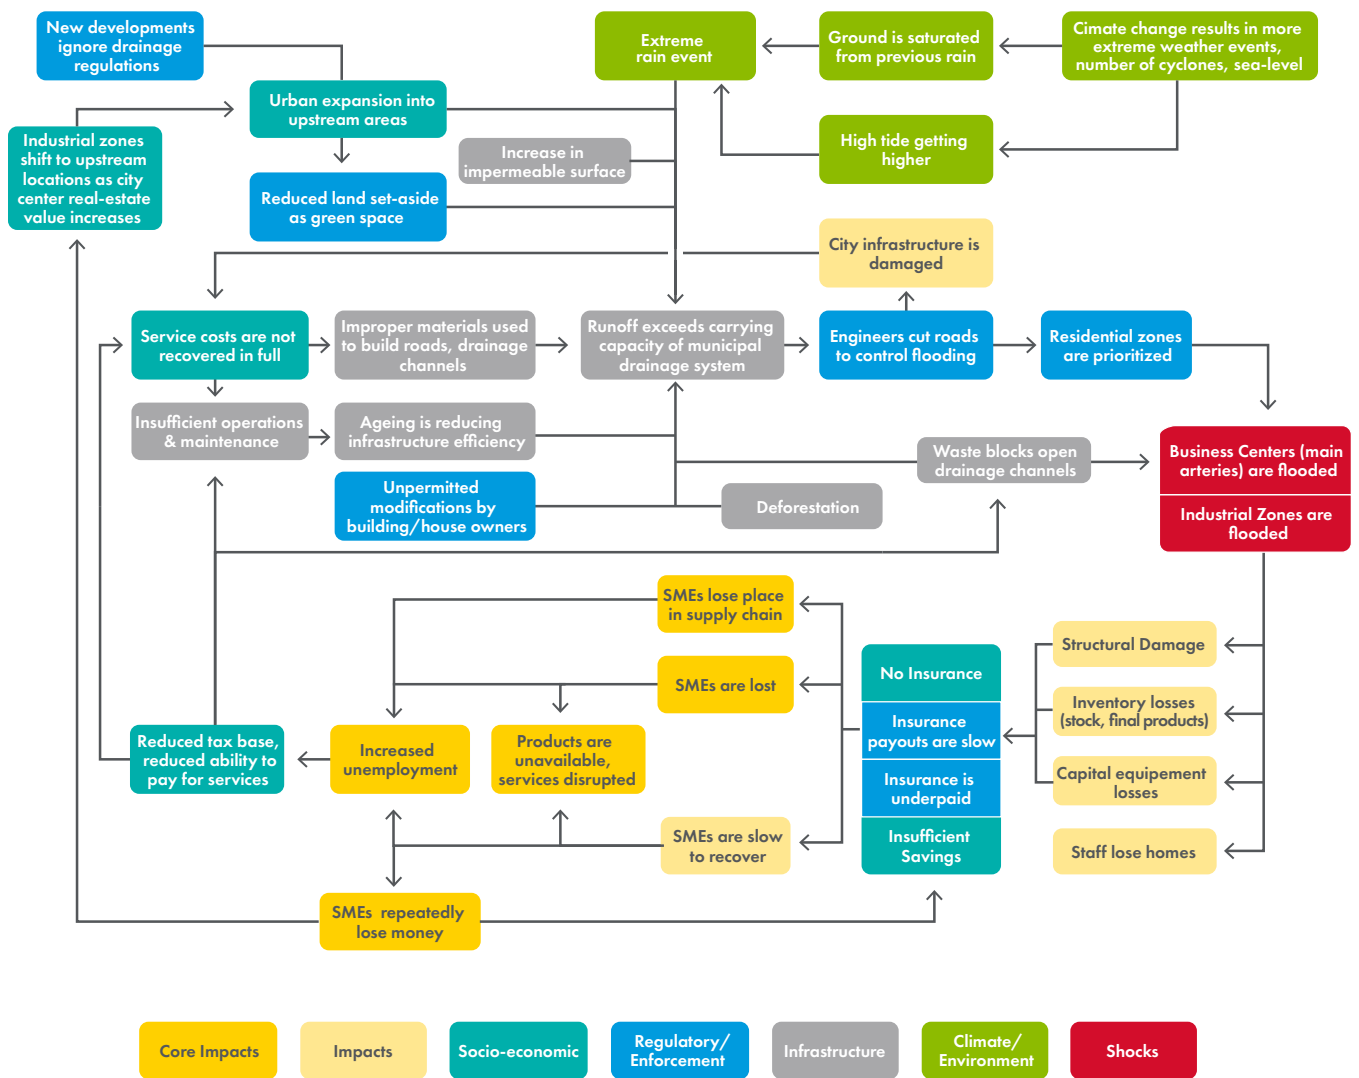 New developments
ignore drainage
regulations
Extreme
rain event
Ground is saturated
from previous rain
Cimate change results in more
extreme weather events,
number of cyclones, sea-level
Urban expansion into
upstream areas
Industrial zones
shift to upstream
locations as city
center real-estate
value increases
Increase in
impermeable surface
High tide getting
higher
Reduced land set-aside
as green space
City infrastructure is
damaged
Service costs are not
recovered in full
Improper materials used
to build roads, drainage
channels
Runoff exceeds carrying
capacity of municipal
drainage system
Engineers cut roads
to control flooding
Residential zones
are prioritized
Insufficient operations
& maintenance
Ageing is reducing
infrastructure efficiency
Waste blocks open
drainage channels
Business Centers (main
arteries) are flooded
Industrial Zones are
flooded
Unpermitted
modifications by
building/house owners
Deforestation
SMEs lose place
in supply chain
SMEs are lost
No Insurance
Insurance
payouts are slow
Insurance is
underpaid
Insufficient
Savings
Structural Damage
Inventory losses
(stock, final products)
Capital equipement
losses
Staff lose homes
Reduced tax base,
reduced ability to
pay for services
Increased
unemployment
Products are
unavailable,
services disrupted
SMEs are slow
to recover
SMEs repeatedly
lose money
Core Impacts
Impacts
Socio-economic
Regulatory/
Enforcement
Infrastructure
Climate/
Environment
Shocks